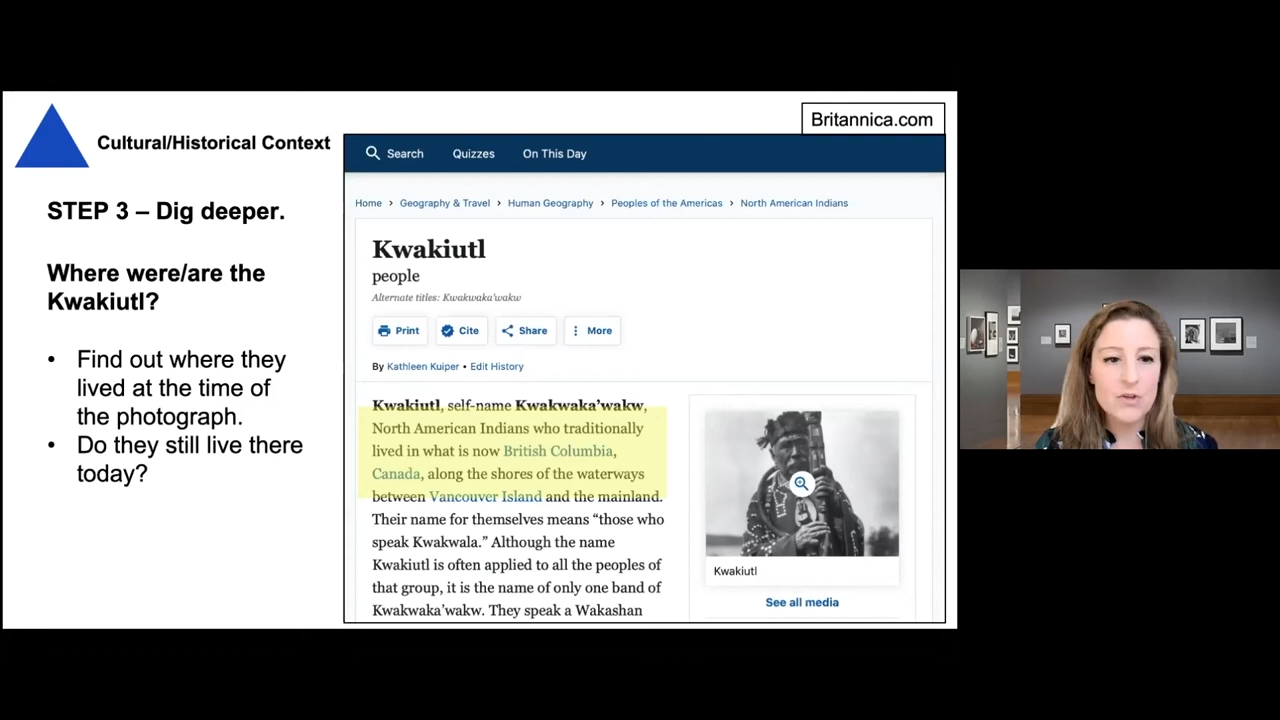 Britannica.com
Cultural/Historical Context
STEP 3 – Dig deeper.
Where were/are the
Kwakiutl?
• Find out where they
lived at the time of
the photograph.
• Do they still live there
today?
Search Quizzes On This Day
Home > Geography & Travel > Human Geography > Peoples of the Americas > North American Indians
Kwakiutl
people
Alternate titles: Kwakwaka'wakw
Print Cite Share More
By Kathleen Kuiper • Edit History
Kwakiutl, self-name Kwakwaka’wakw,
North American Indians who traditionally
lived in what is now British Columbia,
Canada, along the shores of the waterways
between Vancouver Island and the mainland.
Their name for themselves means “those who
speak Kwakwala.” Although the name
Kwakiutl is often applied to all the peoples of
that group, it is the name of only one band of
Kwakwaka’wakw. They speak a Wakashan
Kwakiutl
See all media